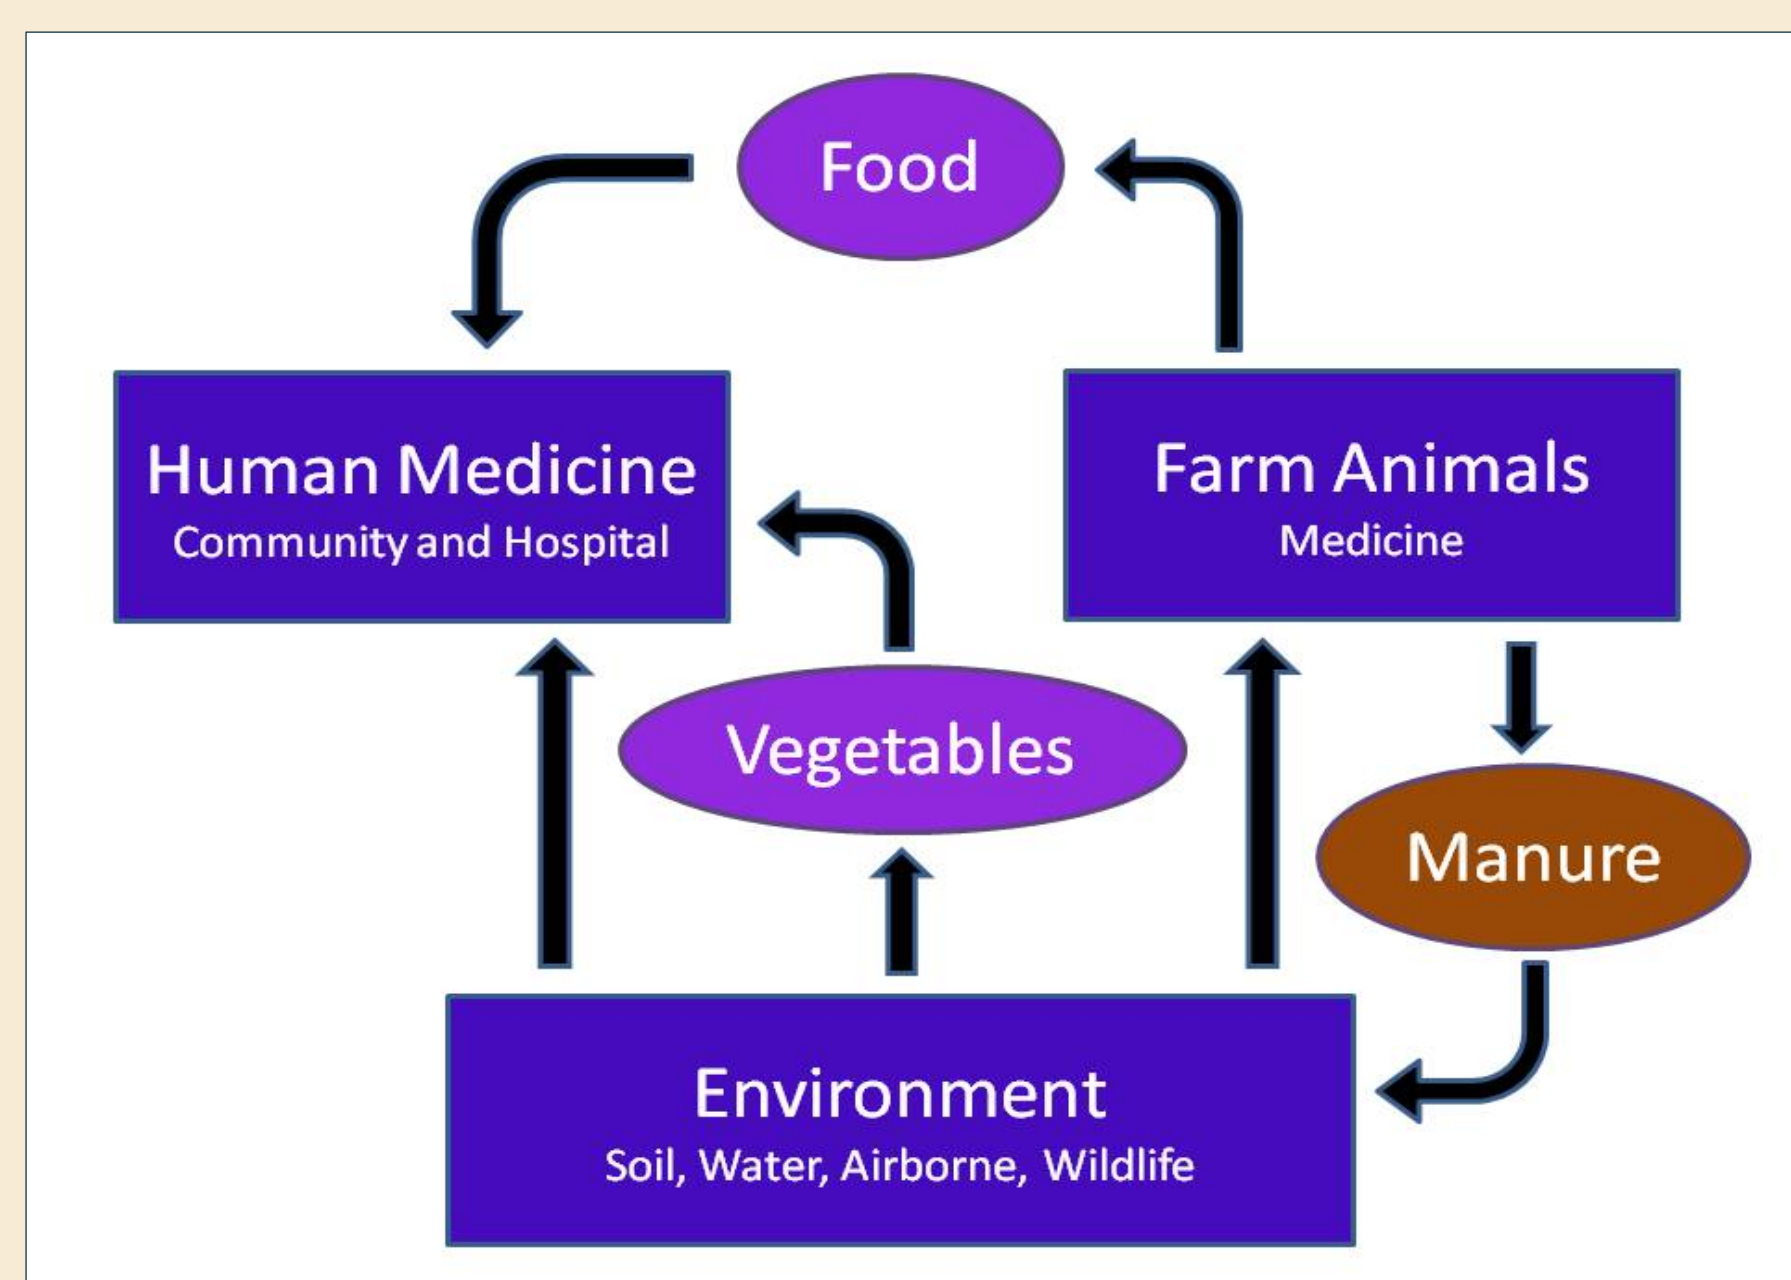 Food
Human Medicine
Community and Hospital
Farm Animals
Medicine
Vegetables
Manure
Environment
Soil, Water, Airborne, Wildlife